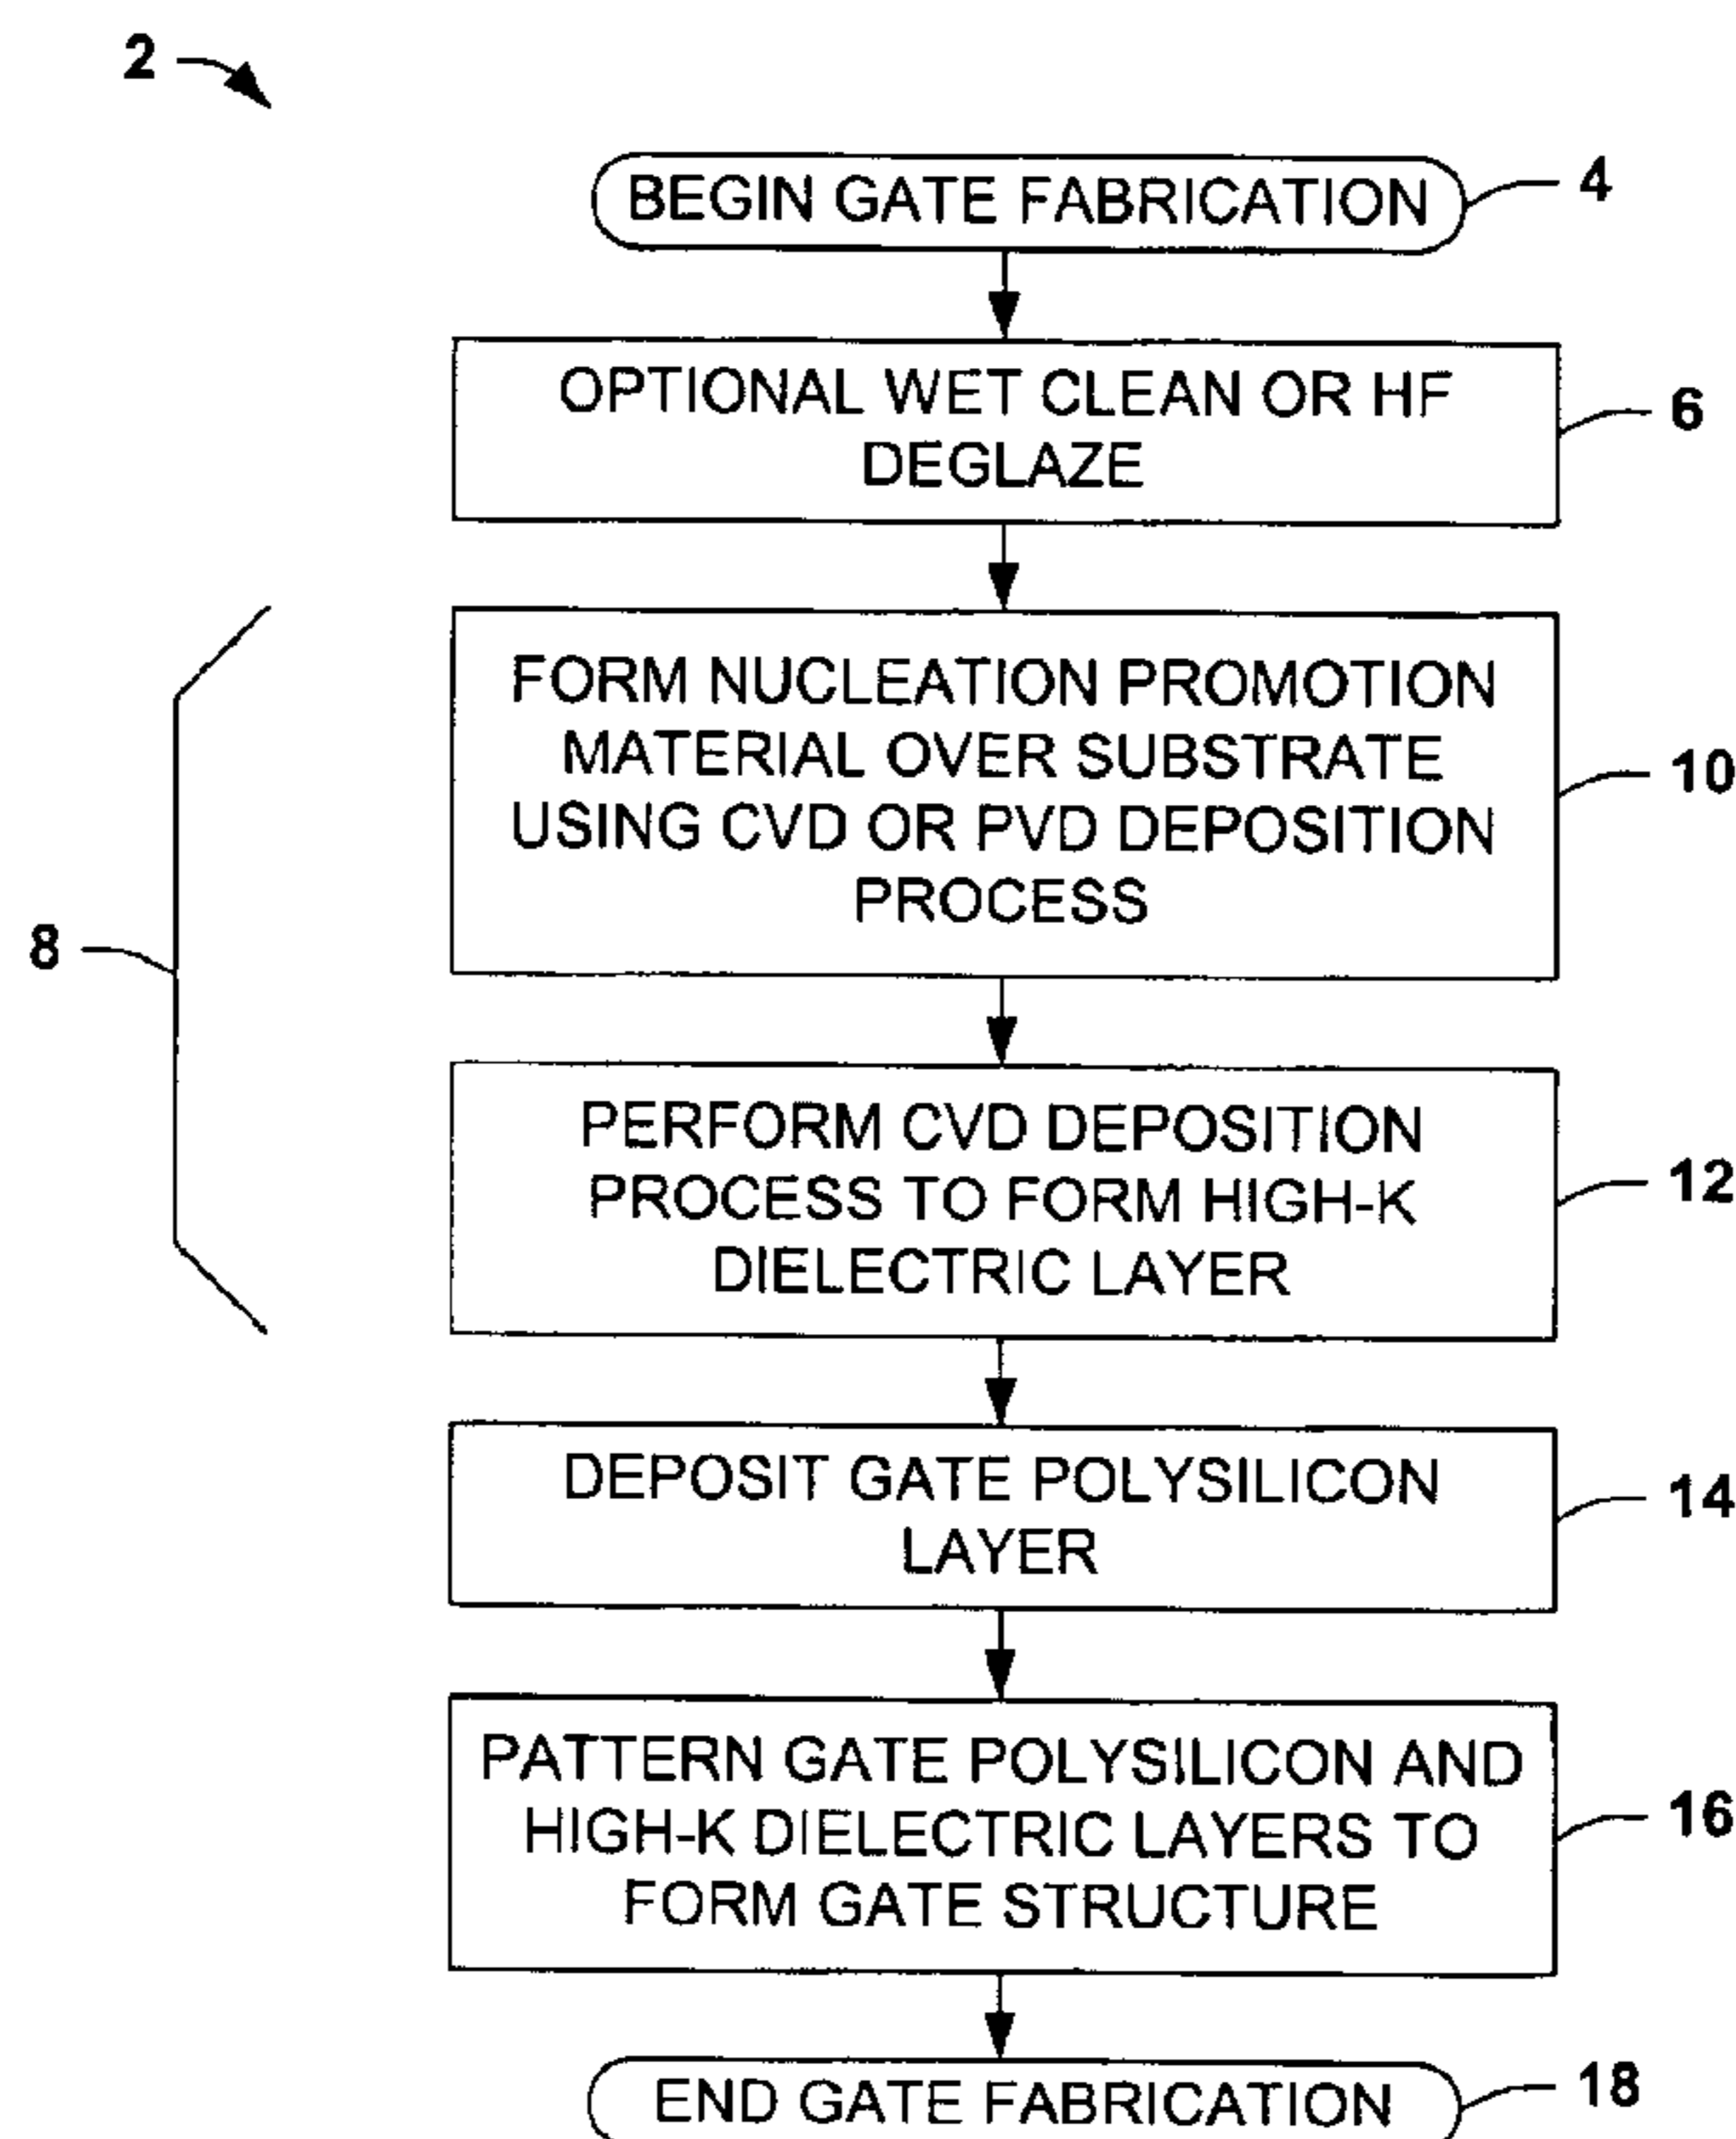 2
BEGIN GATE FABRICATION
4
OPTIONAL WET CLEAN OR HF
DEGLAZE
6
FORM NUCLEATION PROMOTION
MATERIAL OVER SUBSTRATE
USING CVD OR PVD DEPOSITION
PROCESS
10
8
PERFORM CVD DEPOSITION
PROCESS TO FORM HIGH-K
DIELECTRIC LAYER
12
DEPOSIT GATE POLYSILICON
LAYER
14
PATTERN GATE POLYSILICON AND
HIGH-K DIELECTRIC LAYERS TO
FORM GATE STRUCTURE
16
END GATE FABRICATION
18